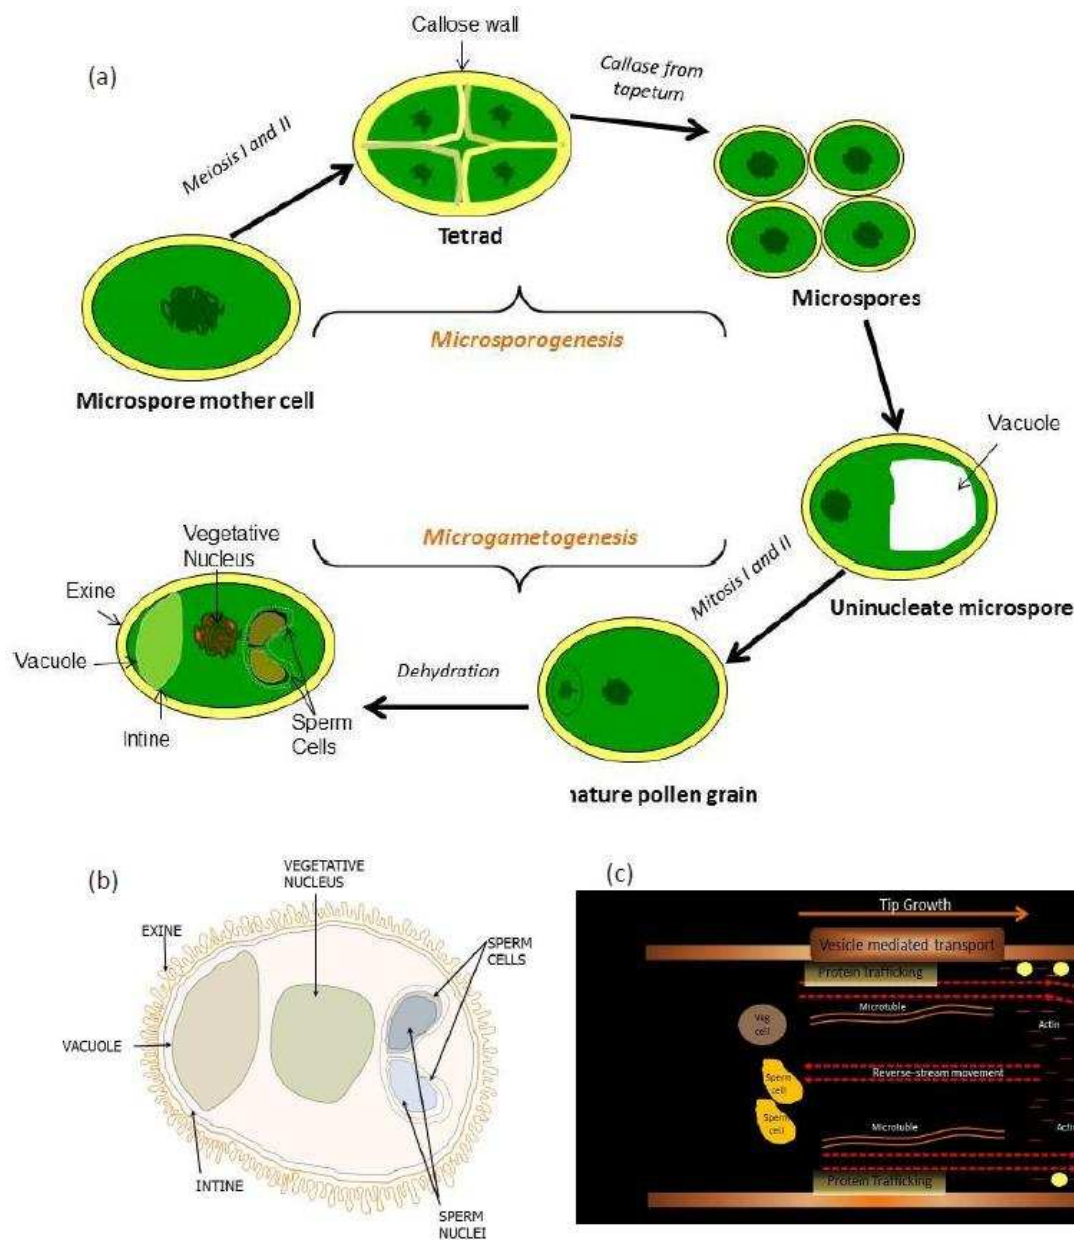 (a)
Callose wall
Meiosis I and II
Callase from
tapetum
Tetrad
Microspores
Microsporogenesis
Microspore mother cell
Vacuole
Uninucleate microspore
Mitosis I and II
Microgametogenesis
Vegetative
Nucleus
Exine
Vacuole
Intine
Sperm
Cells
Dehydration
nature pollen grain
(b)
VEGETATIVE
NUCLEUS
EXINE
SPERM
CELLS
VACUOLE
INTINE
SPERM
NUCLEI
(c)
Tip Growth
Vesicle mediated transport
Protein Trafficking
Microtuble
Veg
cell
Actin
Reverse-stream movement
Sperm
cell
Sperm
cell
Microtuble
Actin
Protein Trafficking